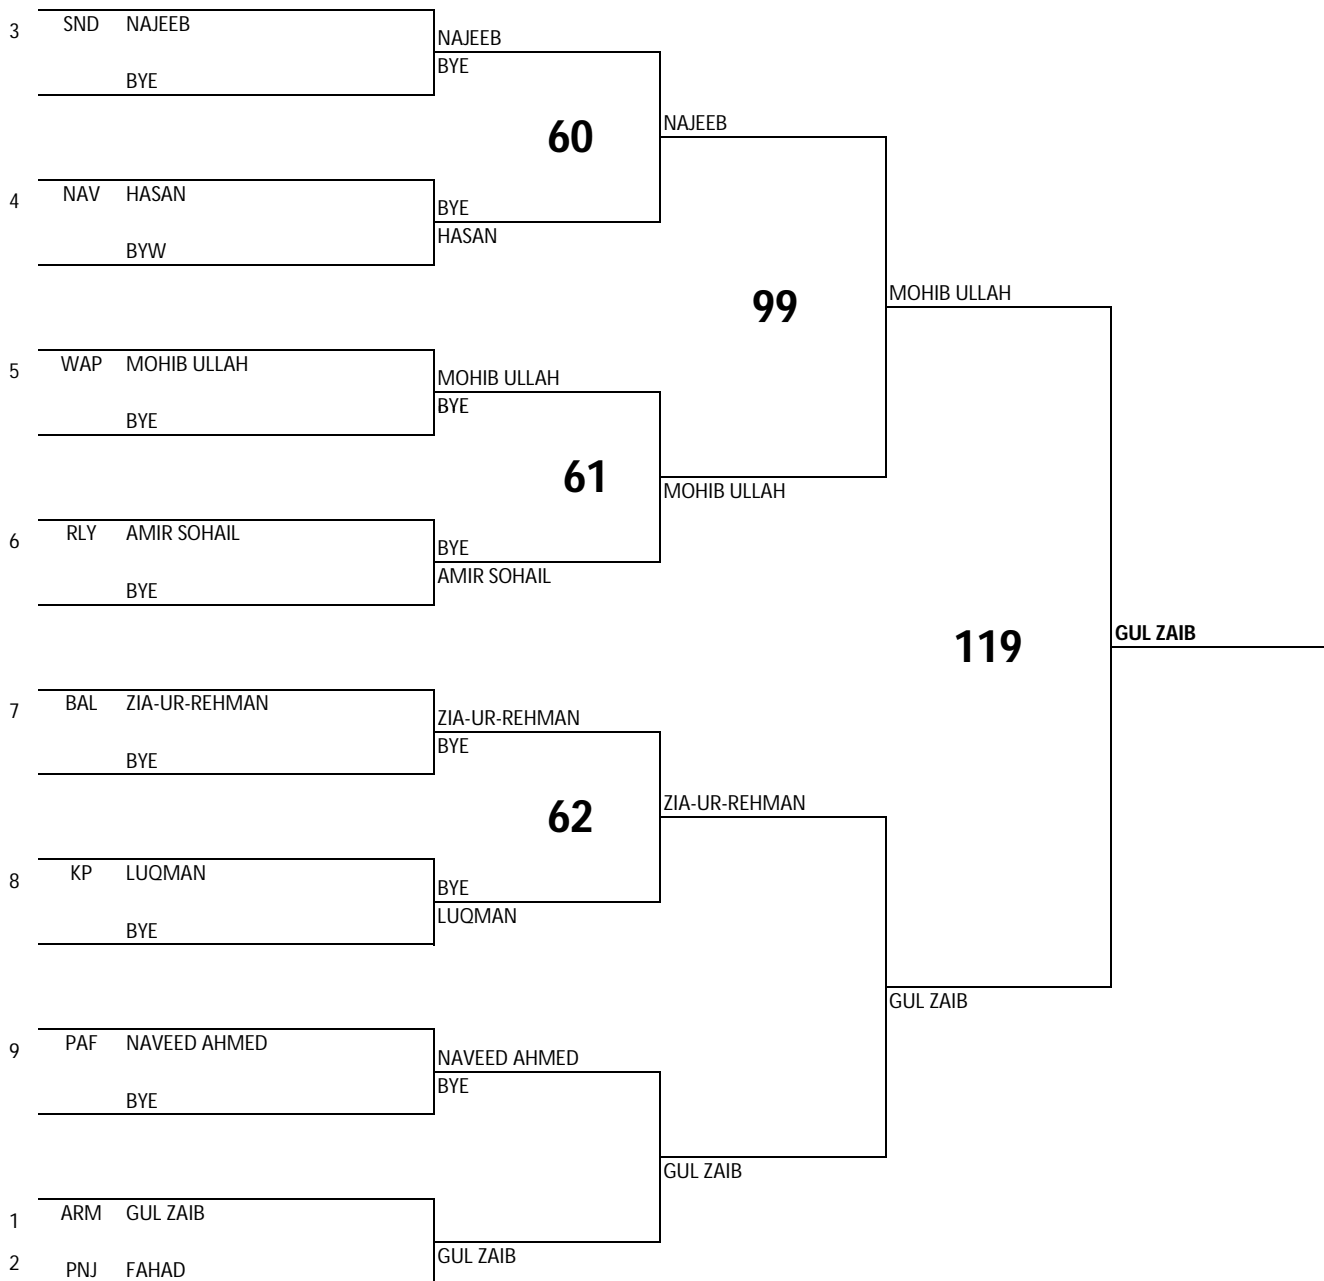 3 SND NAJEEB
NAJEEB
BYE
BYE
60
NAJEEB
4 NAV HASAN
BYE
HASAN
BYW
99
MOHIB ULLAH
5 WAP MOHIB ULLAH
MOHIB ULLAH
BYE
BYE
61
MOHIB ULLAH
6 RLY AMIR SOHAIL
BYE
AMIR SOHAIL
BYE
119
GUL ZAIB
7 BAL ZIA-UR-REHMAN
ZIA-UR-REHMAN
BYE
BYE
62
ZIA-UR-REHMAN
8 KP LUQMAN
BYE
LUQMAN
BYE
GUL ZAIB
9 PAF NAVEED AHMED
NAVEED AHMED
BYE
BYE
GUL ZAIB
1 ARM GUL ZAIB
GUL ZAIB
2 PNJ FAHAD